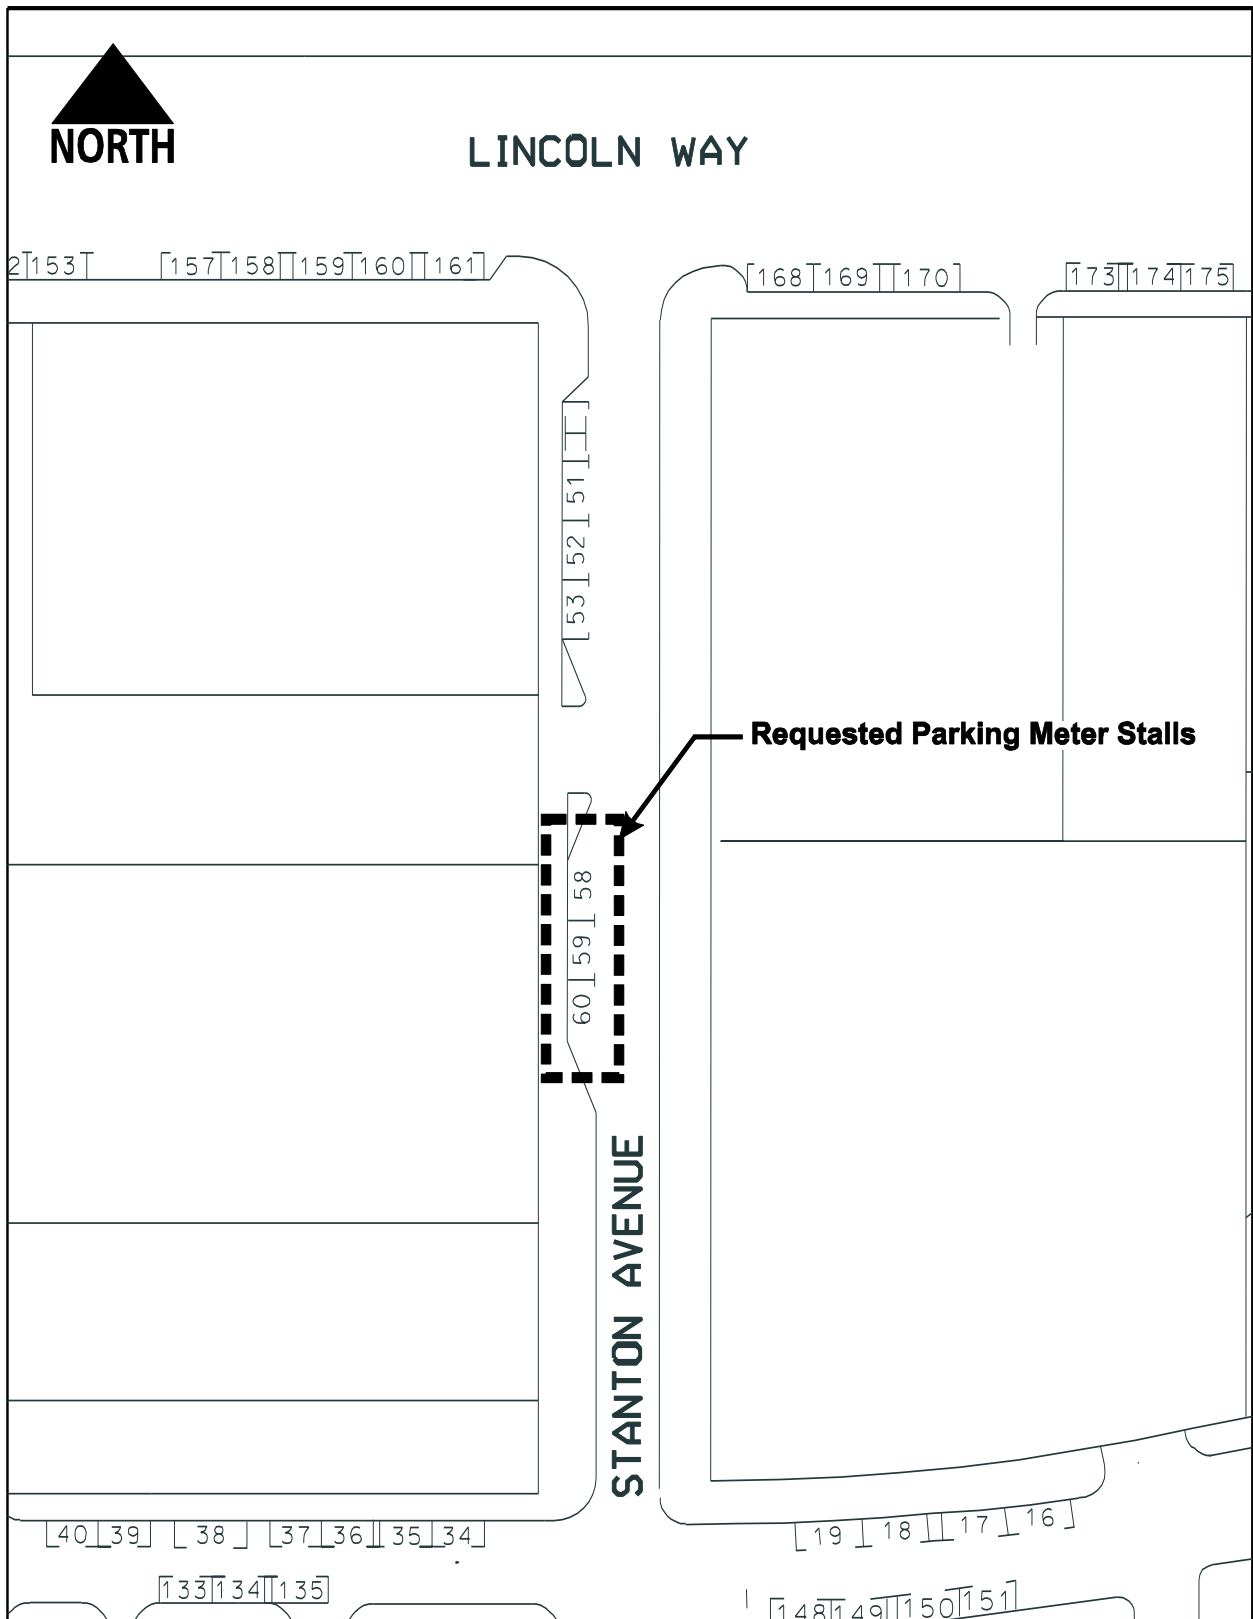 NORTH
LINCOLN WAY
2 153 157 158 159 160 161
168 169 170
173 174 175
51
52
53
Requested Parking Meter Stalls
58
59
60
STANTON AVENUE
40 39 38 37 36 35 34
19 18 17 16
133 134 135
148 149 150 151